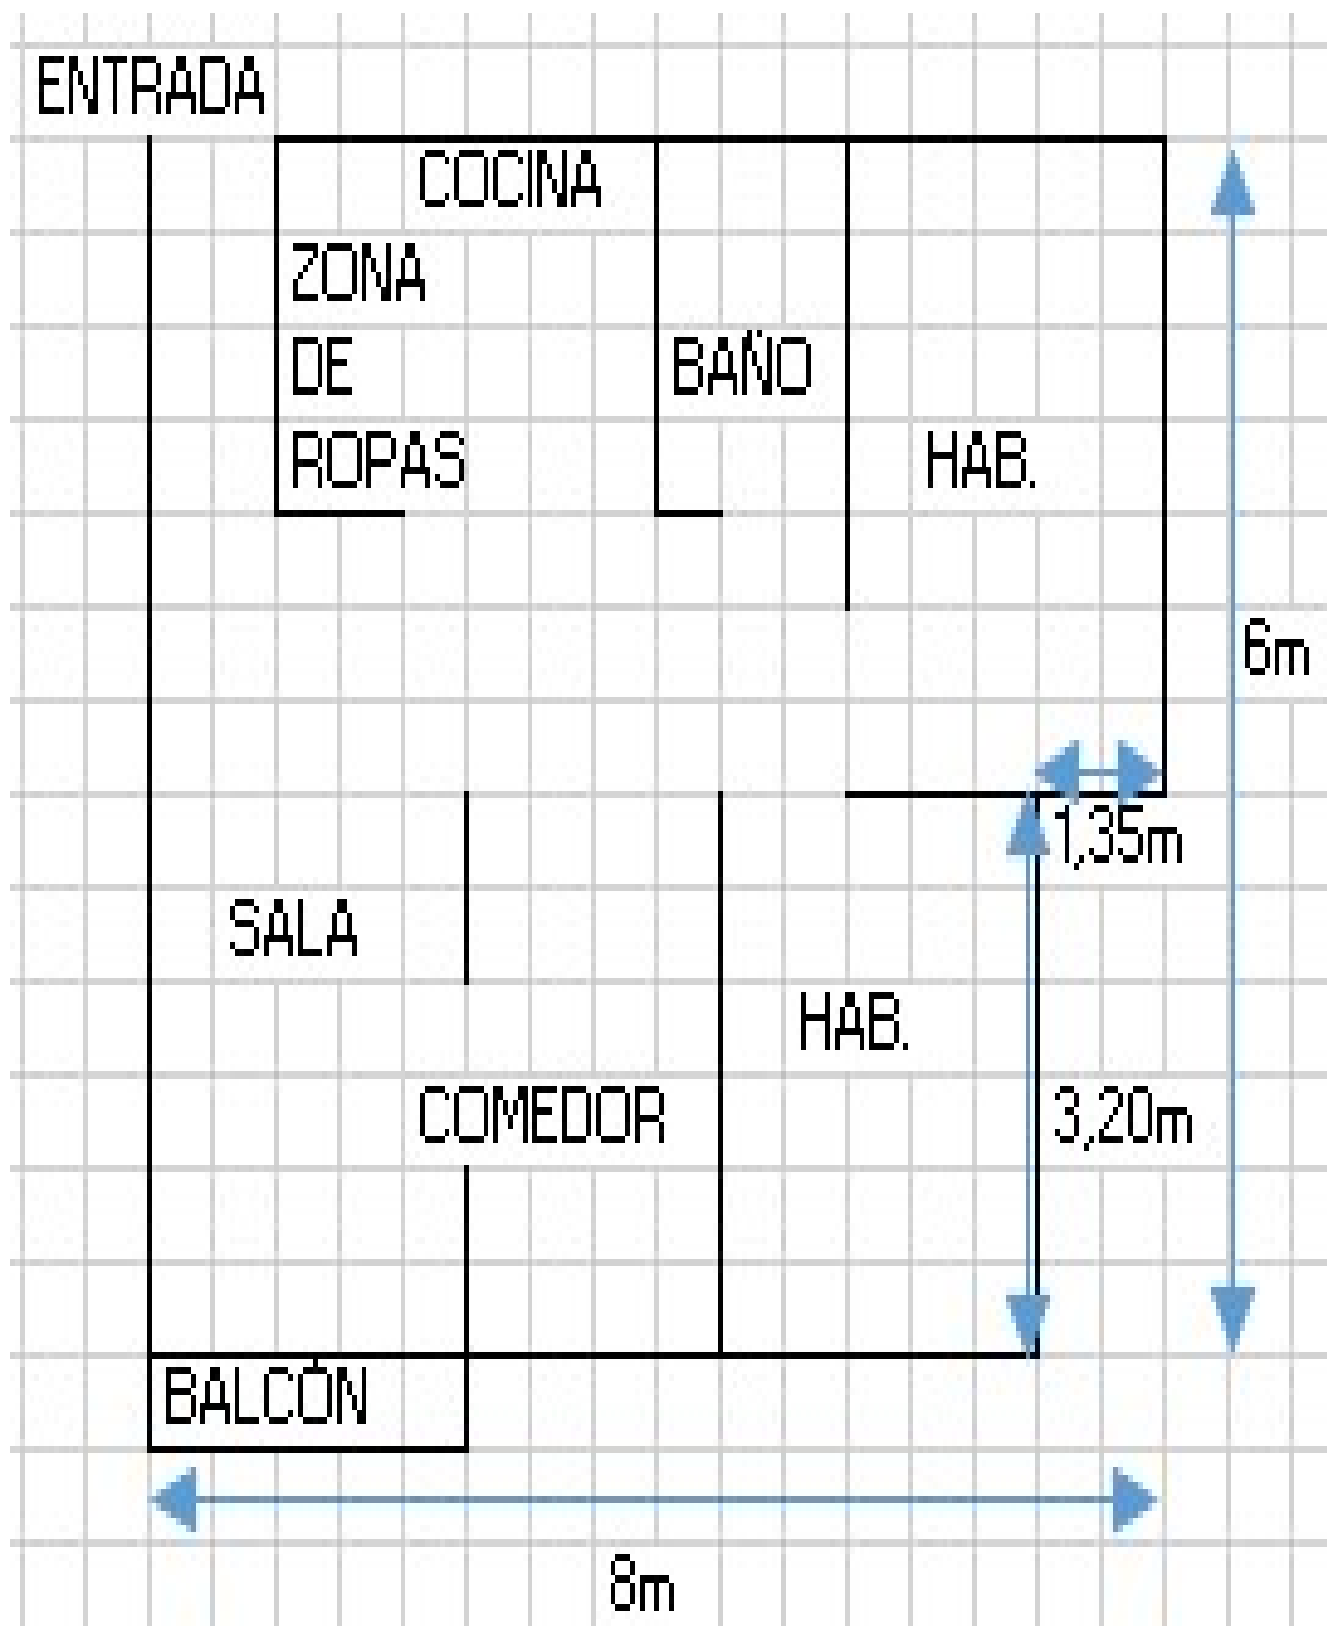 ENTRADA
COCINA
ZONA
DE
ROPAS
BAÑO
HAB.
6m
1,35m
SALA
HAB.
COMEDOR
3,20m
BALCÓN
8m